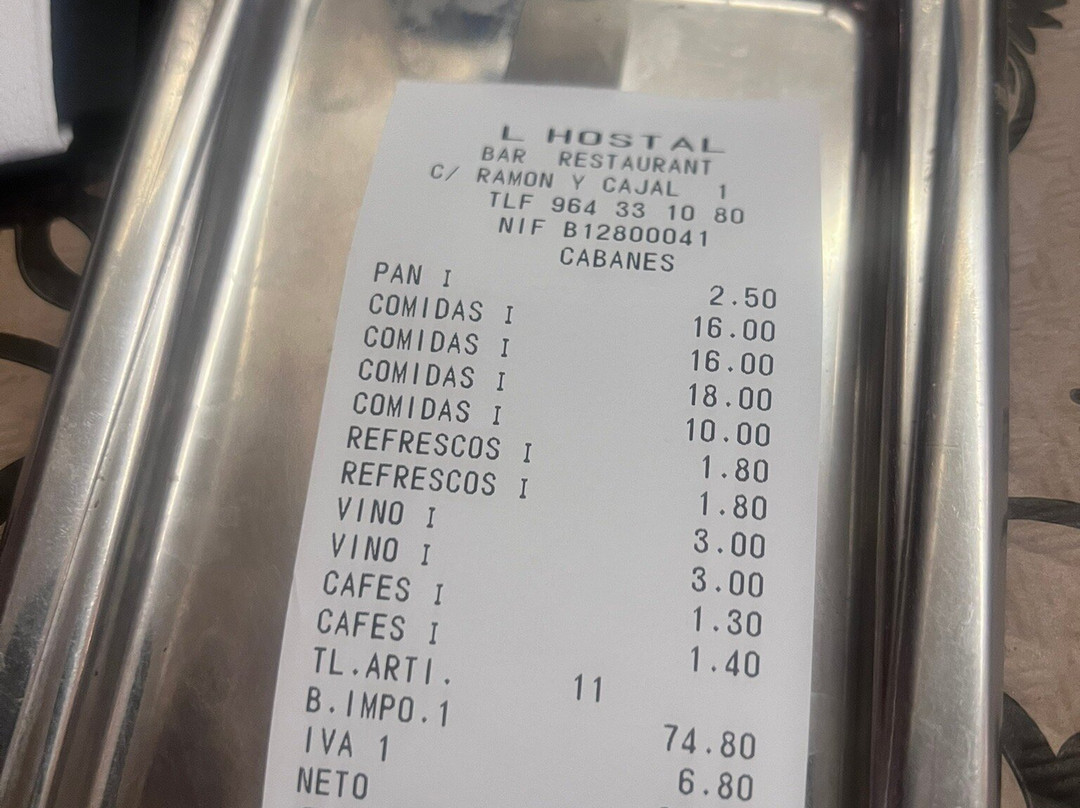 L HOSTAL
BAR RESTAURANT
C/ RAMON Y CAJAL 1
TLF 964 33 10 80
NIF B12800041
CABANES
PAN I 2.50
COMIDAS I 16.00
COMIDAS I 16.00
COMIDAS I 18.00
COMIDAS I 10.00
REFRESCOS I 1.80
REFRESCOS I 1.80
VINO I 3.00
VINO I 3.00
CAFES I 1.30
CAFES I 1.40
TL.ARTI. 11
B.IMPO.1 74.80
IVA 1 6.80
NETO